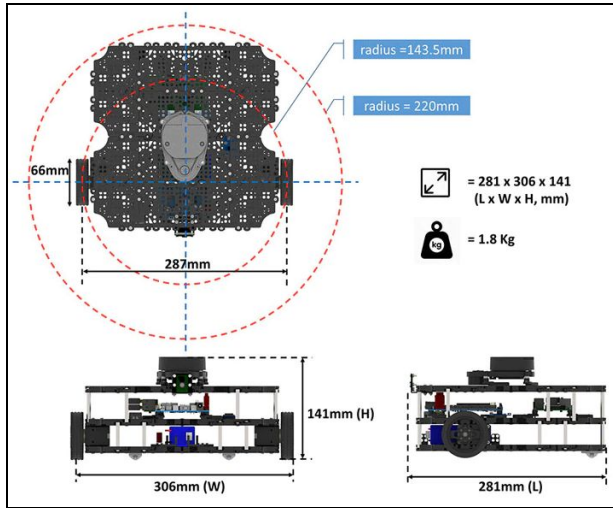 radius =143.5mm
radius = 220mm
66mm
287mm
= 281 x 306 x 141
(L x W x H, mm)
kg
= 1.8 Kg
141mm (H)
306mm (W)
281mm (L)